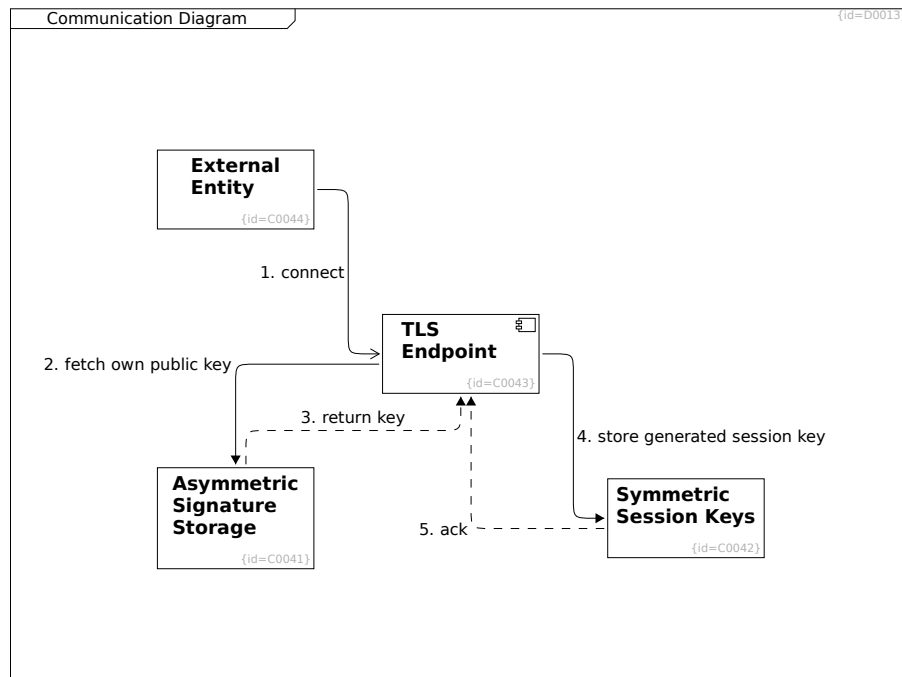 Communication Diagram
{id=D0013
External
Entity
{id=C0044}
1. connect
TLS
Endpoint
{id=C0043}
2. fetch own public key
3. return key
4. store generated session key
Asymmetric
Signature
Storage
{id=C0041}
Symmetric
Session Keys
{id=C0042}
5. ack